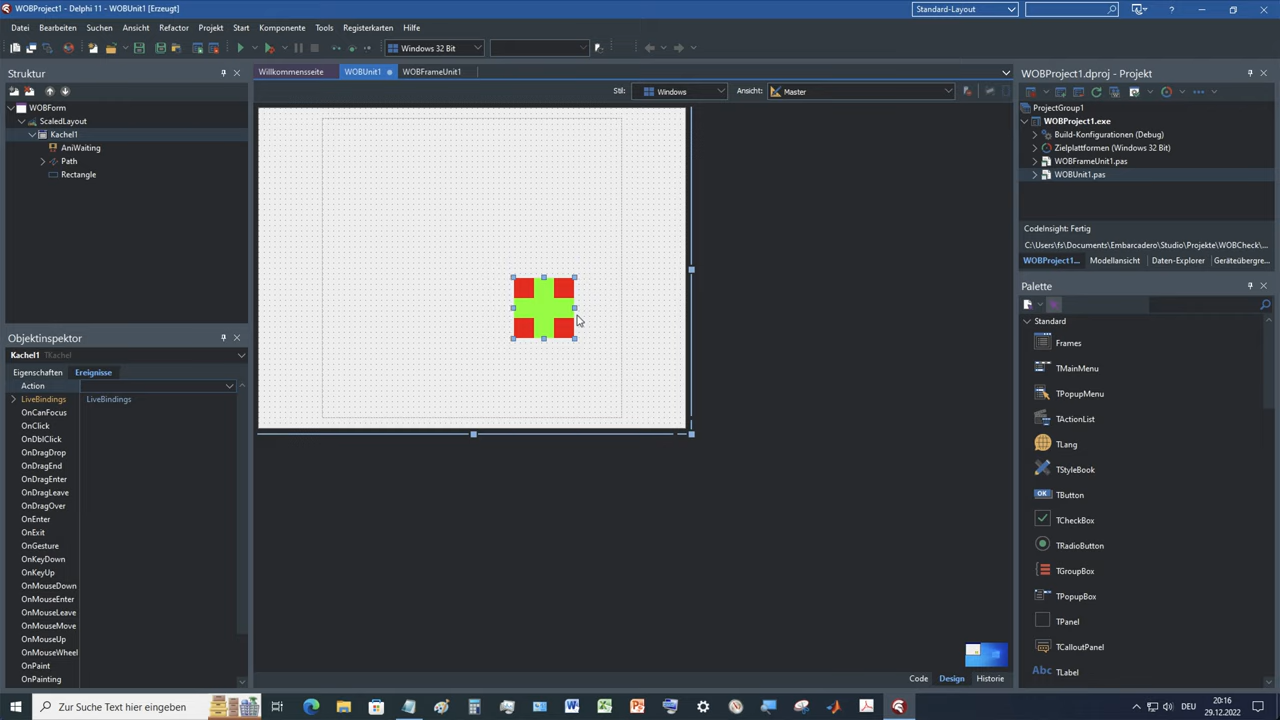 WOBProject1 - Delphi 11 - WOBUnit1 [Erzeugt]
Standard-Layout
Datei Bearbeiten Suchen Ansicht Refactor Projekt Start Komponente Tools Registerkarten Hilfe
Windows 32 Bit
Struktur
WOBForm
ScaledLayout
Kachel1
AniWaiting
Path
Rectangle
Objektinspektor
Kachel1 TKachel
Eigenschaften Ereignisse
Action
LiveBindings LiveBindings
OnCanFocus
OnClick
OnDblClick
OnDragDrop
OnDragEnd
OnDragEnter
OnDragLeave
OnDragOver
OnEnter
OnExit
OnGesture
OnKeyDown
OnKeyUp
OnMouseDown
OnMouseEnter
OnMouseLeave
OnMouseMove
OnMouseUp
OnMouseWheel
OnPaint
OnPainting
Willkommensseite WOBUnit1 WOBFrameUnit1
Stil: Windows Ansicht: Master
Code Design Historie
WOBProject1.dproj - Projekt
ProjectGroup1
WOBProject1.exe
Build-Konfigurationen (Debug)
Zielplattformen (Windows 32 Bit)
WOBFrameUnit1.pas
WOBUnit1.pas
CodeInsight: Fertig
C:\Users\fs\Documents\Embarcadero\Studio\Projekte\WOBCheck\...
WOBProject1... Modellansicht Daten-Explorer Geräteübergre...
Palette
Standard
Frames
TMainMenu
TPopupMenu
TActionList
TLang
TStyleBook
OK TButton
TCheckBox
TRadioButton
TGroupBox
TPopupBox
TPanel
TCalloutPanel
Abc TLabel
Zur Suche Text hier eingeben
DEU
20:16
29.12.2022